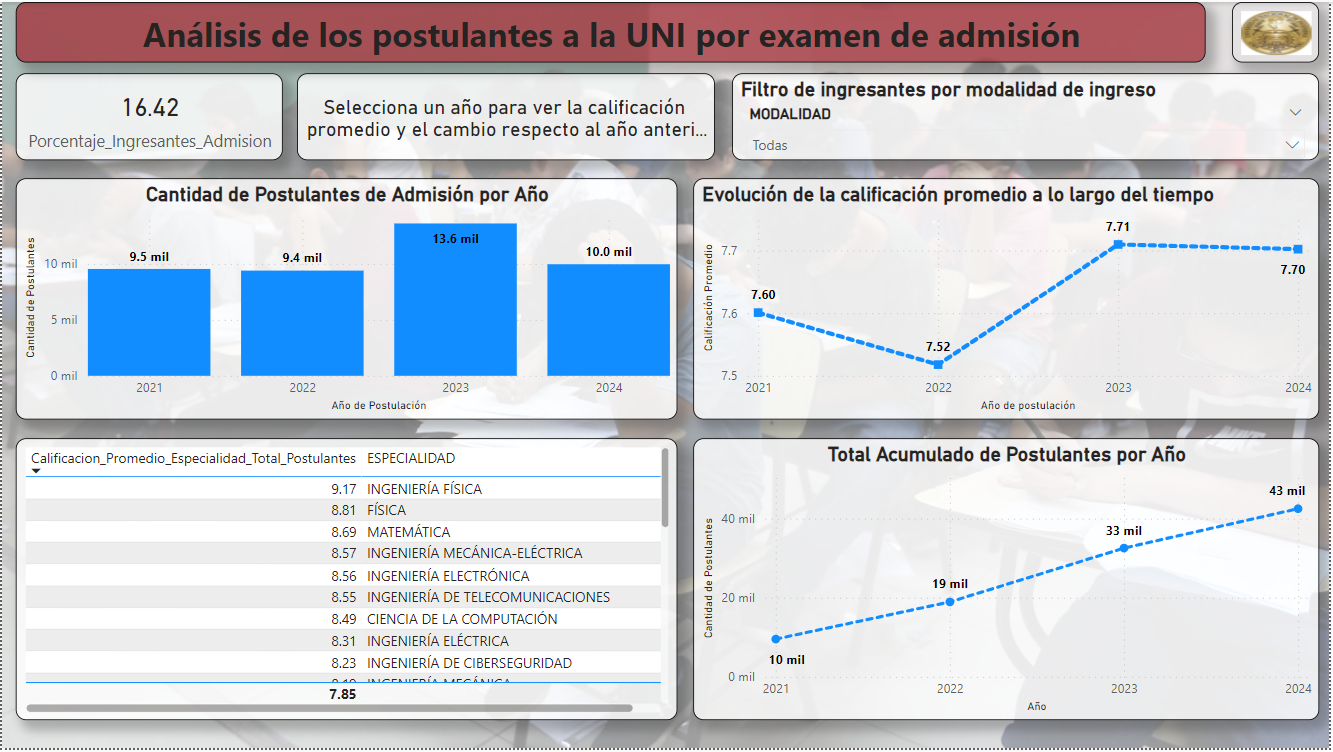 Análisis de los postulantes a la UNI por examen de admisión
16.42
Porcentaje_Ingresantes_Admision
Selecciona un año para ver la calificación
promedio y el cambio respecto al año anteri...
Filtro de ingresantes por modalidad de ingreso
MODALIDAD
Todas
Cantidad de Postulantes de Admisión por Año
Cantidad de Postulantes
10 mil
5 mil
0 mil
9.5 mil
9.4 mil
13.6 mil
10.0 mil
2021
2022
2023
2024
Año de Postulación
Evolución de la calificación promedio a lo largo del tiempo
Calificación Promedio
7.7
7.6
7.5
7.60
7.52
7.71
7.70
2021
2022
2023
2024
Año de postulación
Calificacion_Promedio_Especialidad_Total_Postulantes ESPECIALIDAD
9.17 INGENIERÍA FÍSICA
8.81 FÍSICA
8.69 MATEMÁTICA
8.57 INGENIERÍA MECÁNICA-ELÉCTRICA
8.56 INGENIERÍA ELECTRÓNICA
8.55 INGENIERÍA DE TELECOMUNICACIONES
8.49 CIENCIA DE LA COMPUTACIÓN
8.31 INGENIERÍA ELÉCTRICA
8.23 INGENIERÍA DE CIBERSEGURIDAD
INGENIERÍA MECÁNICA
7.85
Total Acumulado de Postulantes por Año
Cantidad de Postulantes
40 mil
20 mil
0 mil
10 mil
19 mil
33 mil
43 mil
2021
2022
2023
2024
Año